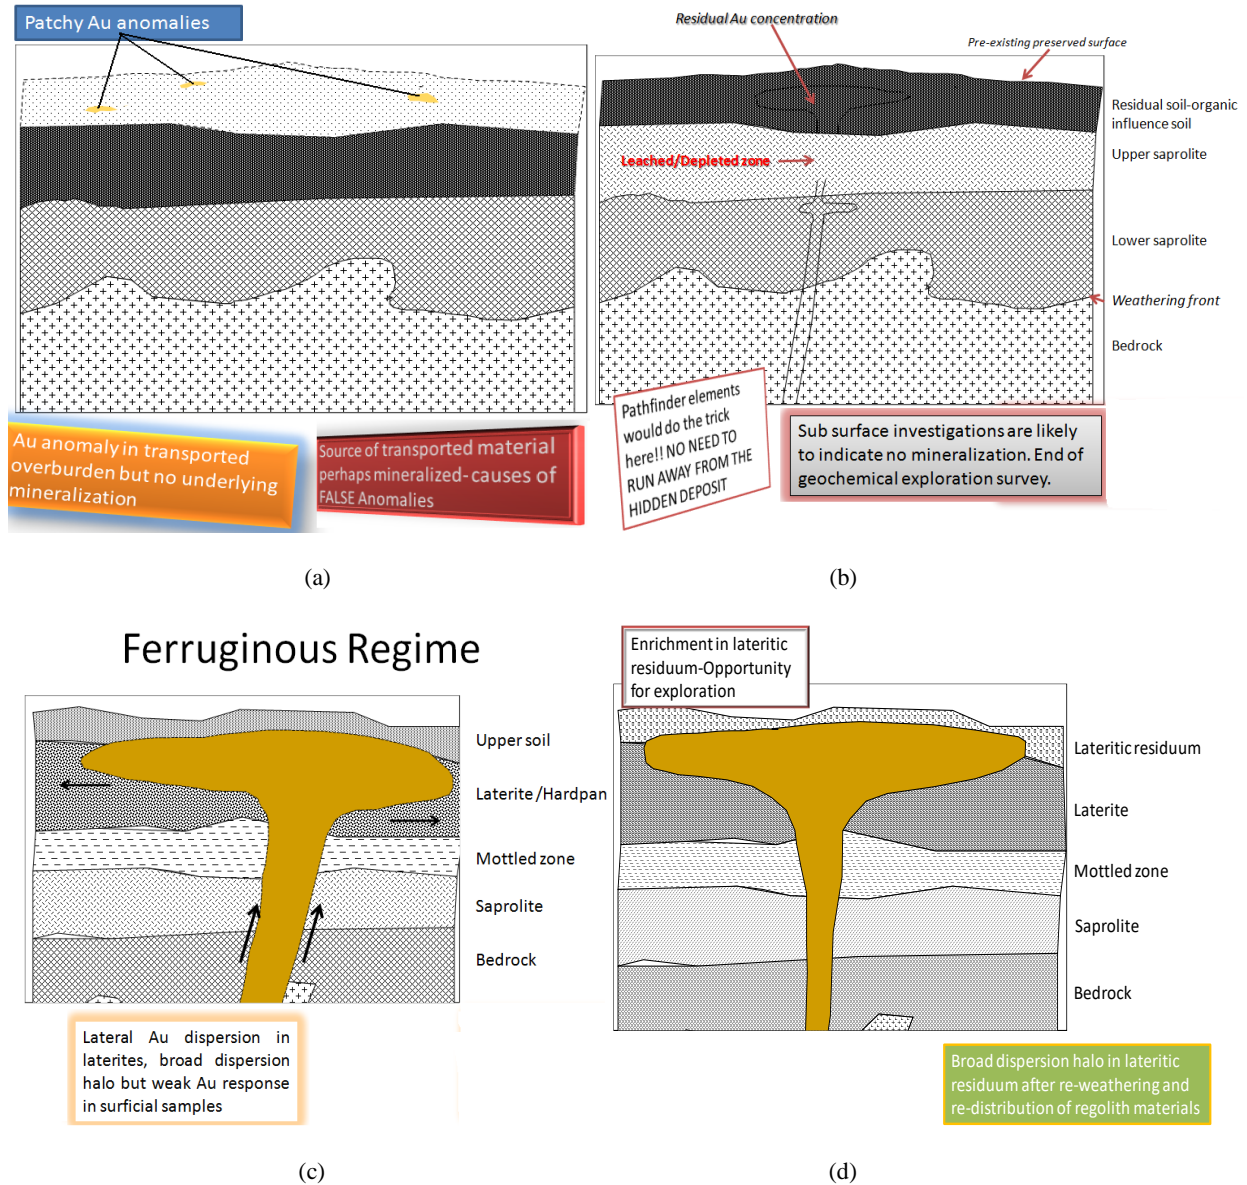 Patchy Au anomalies
Au anomaly in transported
overburden but no underlying
mineralization
Source of transported material
perhaps mineralized- causes of
FALSE Anomalies
(a)
Residual Au concentration
Pre-existing preserved surface
Residual soil-organic
influence soil
Leached/Depleted zone
Upper saprolite
Lower saprolite
Weathering front
Bedrock
Pathfinder elements
would do the trick
here!! NO NEED TO
RUN AWAY FROM THE
HIDDEN DEPOSIT
Sub surface investigations are likely
to indicate no mineralization. End of
geochemical exploration survey.
(b)
Ferruginous Regime
Upper soil
Laterite /Hardpan
Mottled zone
Saprolite
Bedrock
Lateral Au dispersion in
laterites, broad dispersion
halo but weak Au response
in surficial samples
(c)
Enrichment in lateritic
residuum-Opportunity
for exploration
Lateritic residuum
Laterite
Mottled zone
Saprolite
Bedrock
Broad dispersion halo in lateritic
residuum after re-weathering and
re-distribution of regolith materials
(d)